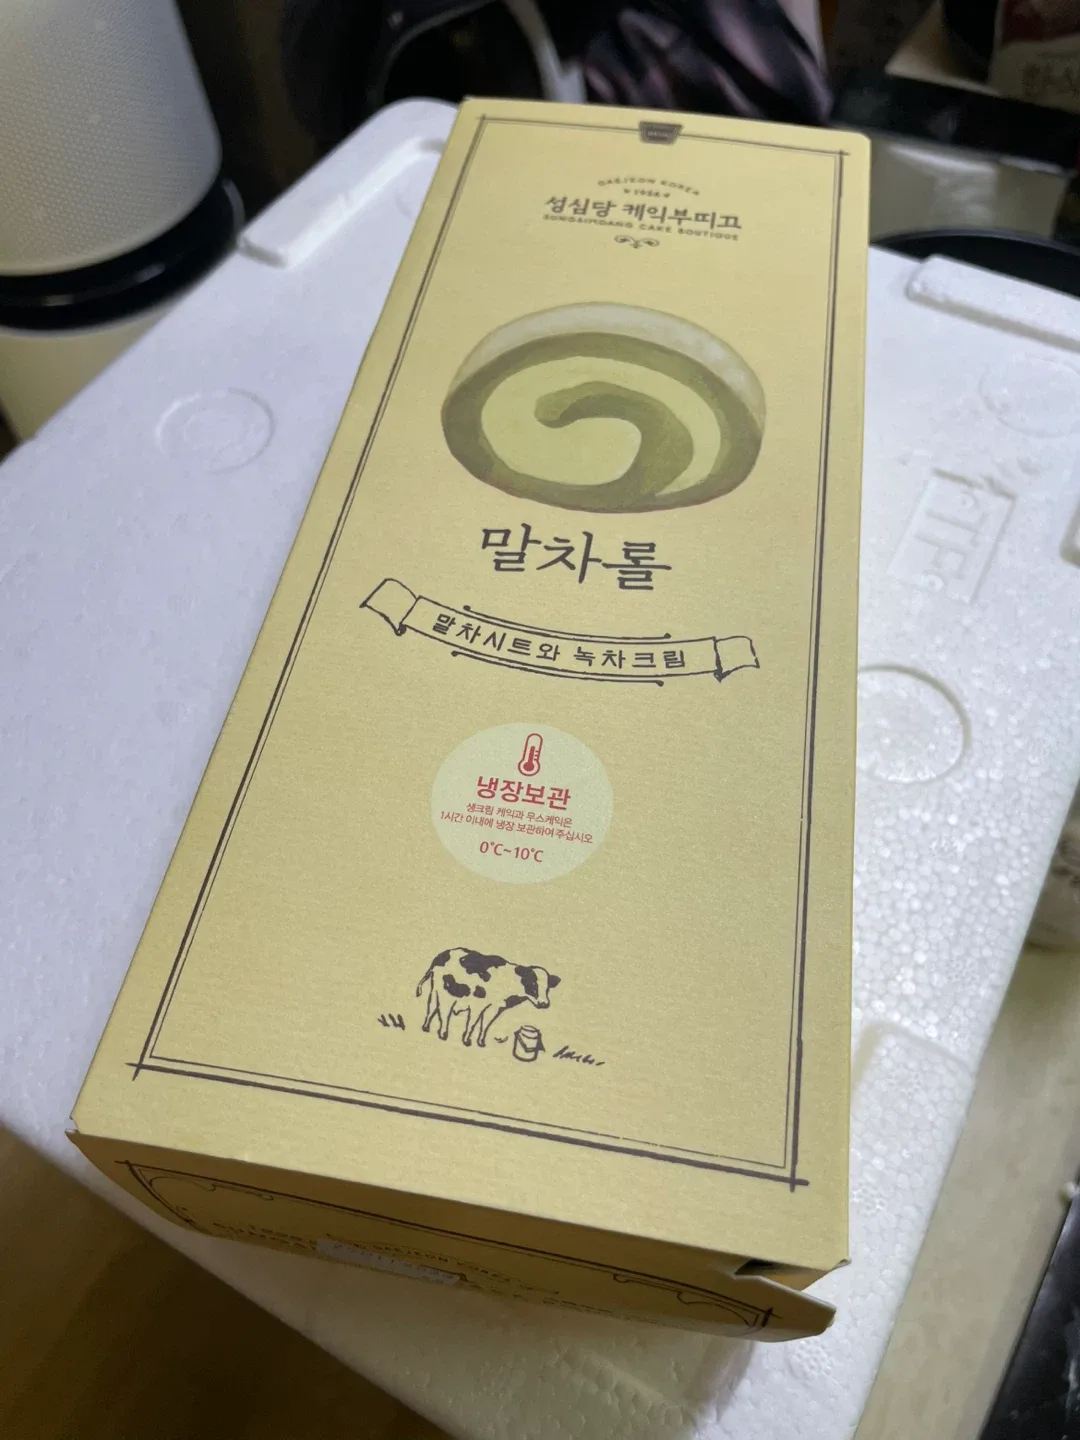 DAEJEON KOREA
1956
성심당 케익부띠끄
SUNGSIMDANG CAKE BOUTIQUE
말차롤
말차시트와 녹차크림
냉장보관
생크림 케익과 무스케익은
1시간 이내에 냉장 보관하여 주십시오
0°C~10°C